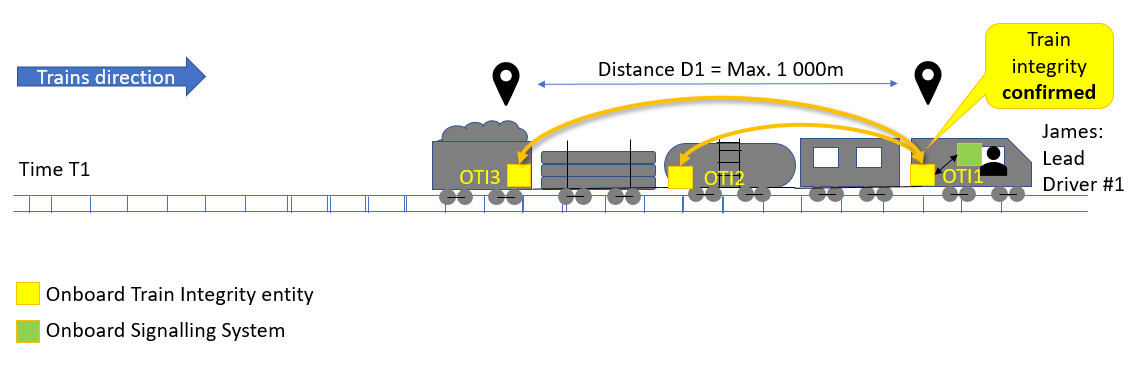 Trains direction
Distance D1 = Max. 1 000m
Train
integrity
confirmed
James:
Lead
Driver #1
Time T1
OTI3
OTI2
OTI1
Onboard Train Integrity entity
Onboard Signalling System